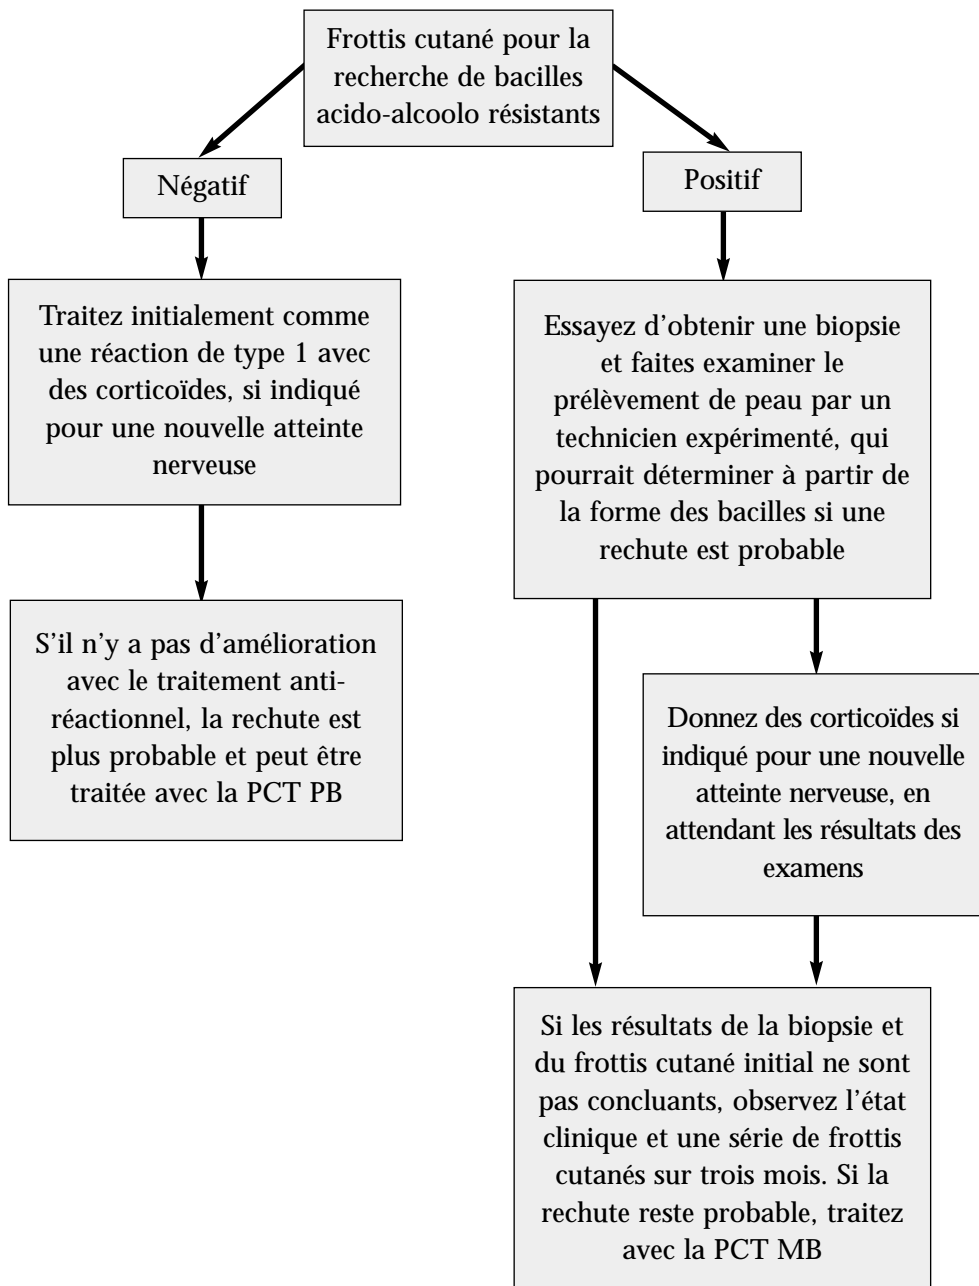 Frottis cutané pour la
recherche de bacilles
acido-alcoolo résistants
Négatif
Positif
Traitez initialement comme
une réaction de type 1 avec
des corticoïdes, si indiqué
pour une nouvelle atteinte
nerveuse
S'il n'y a pas d'amélioration
avec le traitement anti-
réactionnel, la rechute est
plus probable et peut être
traitée avec la PCT PB
Essayez d'obtenir une biopsie
et faites examiner le
prélèvement de peau par un
technicien expérimenté, qui
pourrait déterminer à partir de
la forme des bacilles si une
rechute est probable
Donnez des corticoïdes si
indiqué pour une nouvelle
atteinte nerveuse, en
attendant les résultats des
examens
Si les résultats de la biopsie et
du frottis cutané initial ne sont
pas concluants, observez l'état
clinique et une série de frottis
cutanés sur trois mois. Si la
rechute reste probable, traitez
avec la PCT MB